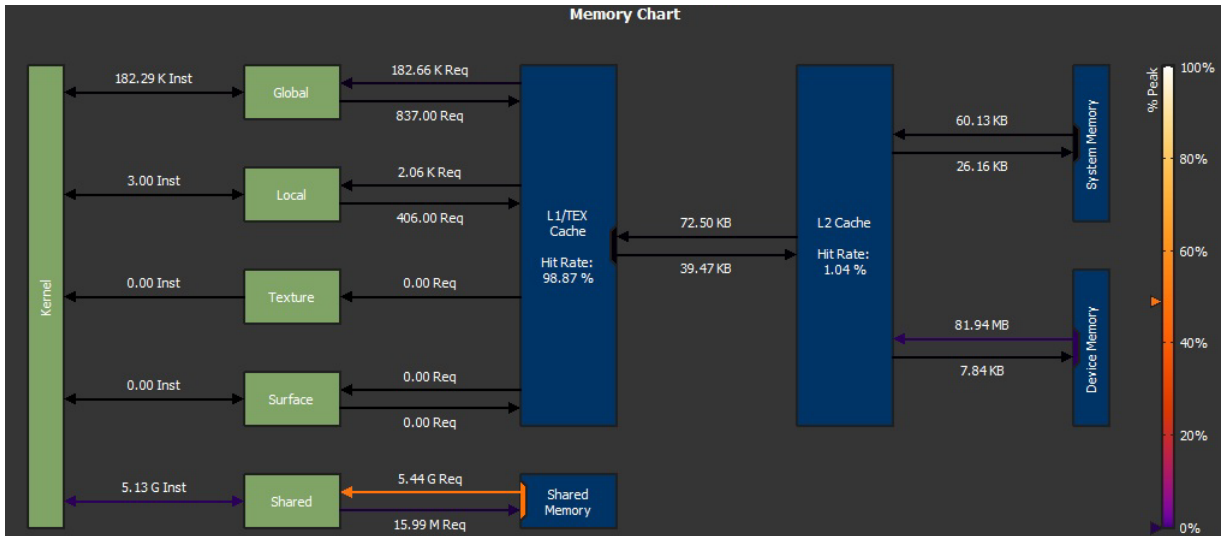 Memory Chart
Kernel
182.29 K Inst
Global
182.66 K Req
837.00 Req
3.00 Inst
Local
2.06 K Req
406.00 Req
0.00 Inst
Texture
0.00 Req
0.00 Inst
Surface
0.00 Req
0.00 Req
5.13 G Inst
Shared
5.44 G Req
15.99 M Req
L1/TEX
Cache
Hit Rate:
98.87 %
Shared
Memory
72.50 KB
39.47 KB
L2 Cache
Hit Rate:
1.04 %
60.13 KB
26.16 KB
System Memory
81.94 MB
7.84 KB
Device Memory
% Peak
100%
80%
60%
40%
20%
0%